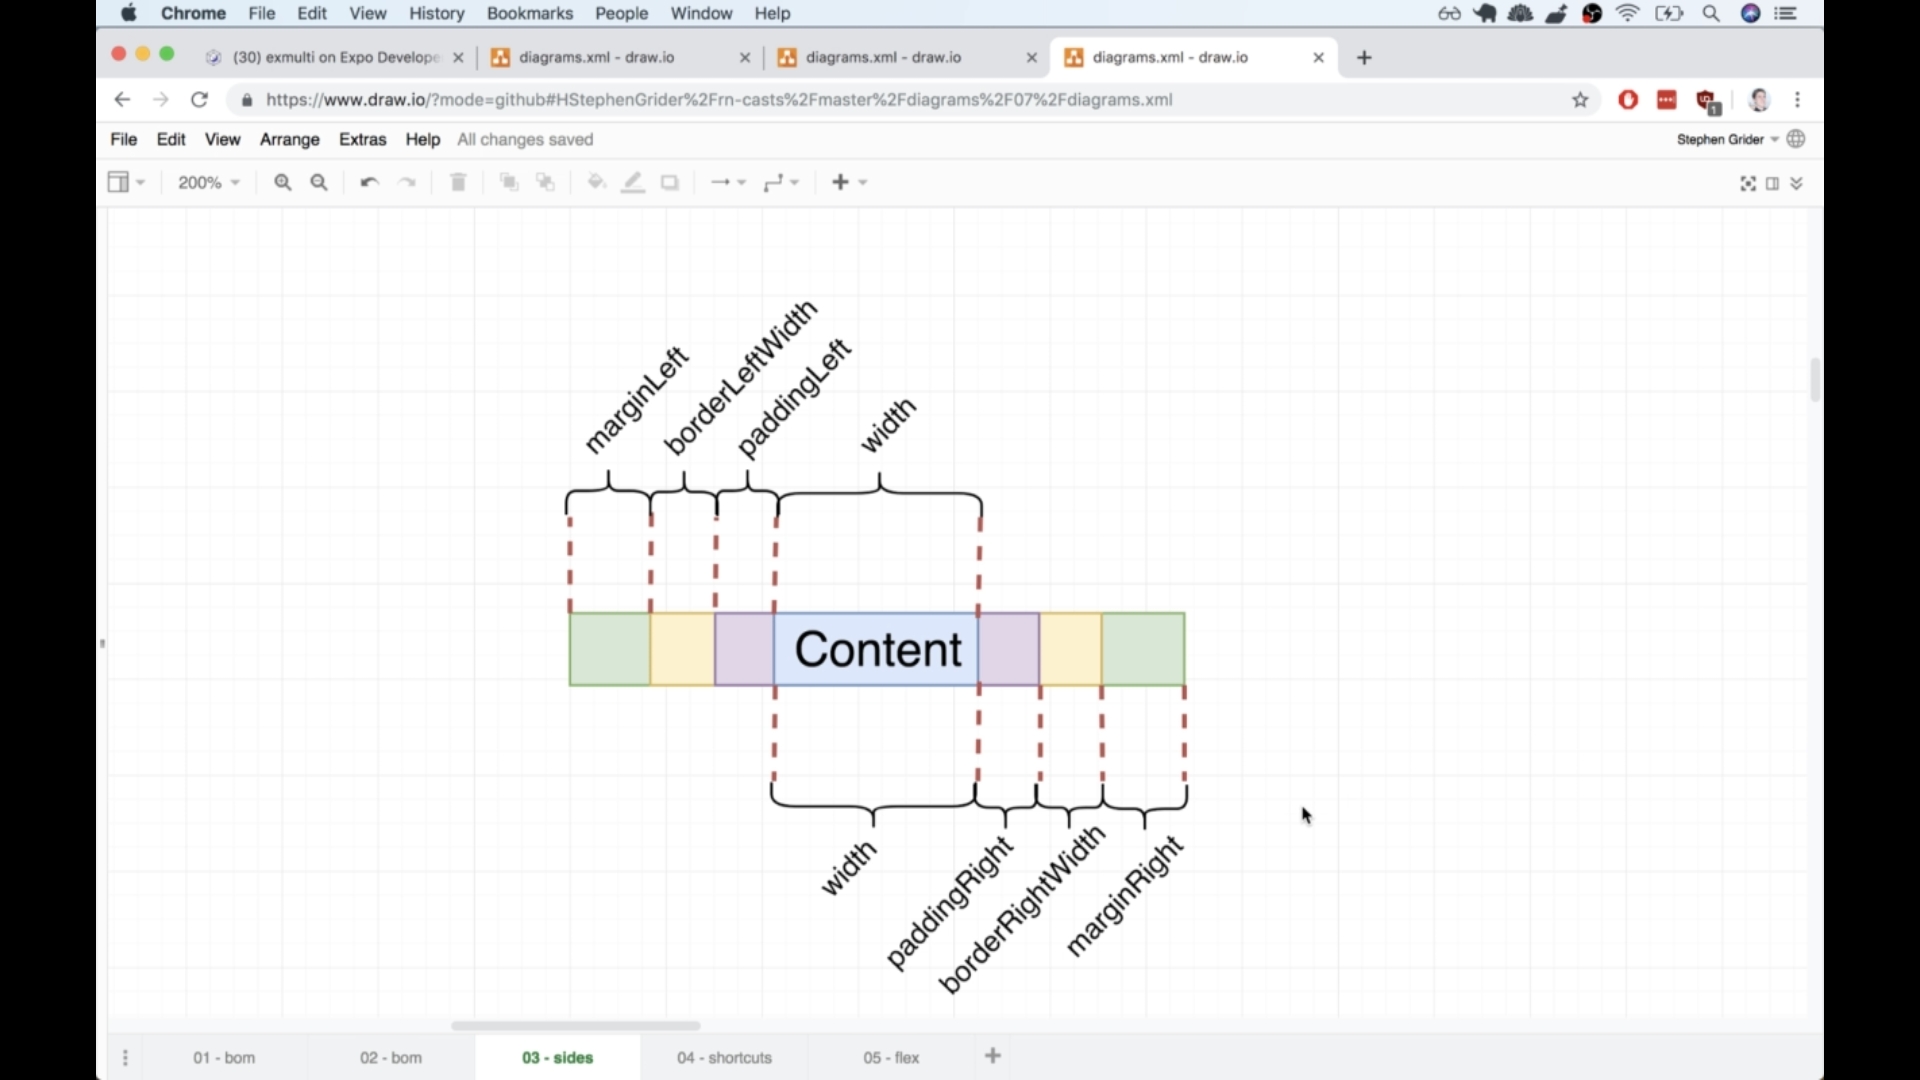 Chrome File Edit View History Bookmarks People Window Help
(30) exmulti on Expo Develope
diagrams.xml - draw.io
diagrams.xml - draw.io
diagrams.xml - draw.io
https://www.draw.io/?mode=github#HStephenGrider%2Frn-casts%2Fmaster%2Fdiagrams%2F07%2Fdiagrams.xml
1
File Edit View Arrange Extras Help All changes saved
Stephen Grider
200%
marginLeft
borderLeftWidth
paddingLeft
width
Content
width
paddingRight
borderRightWidth
marginRight
01 - bom
02 - bom
03 - sides
04 - shortcuts
05 - flex